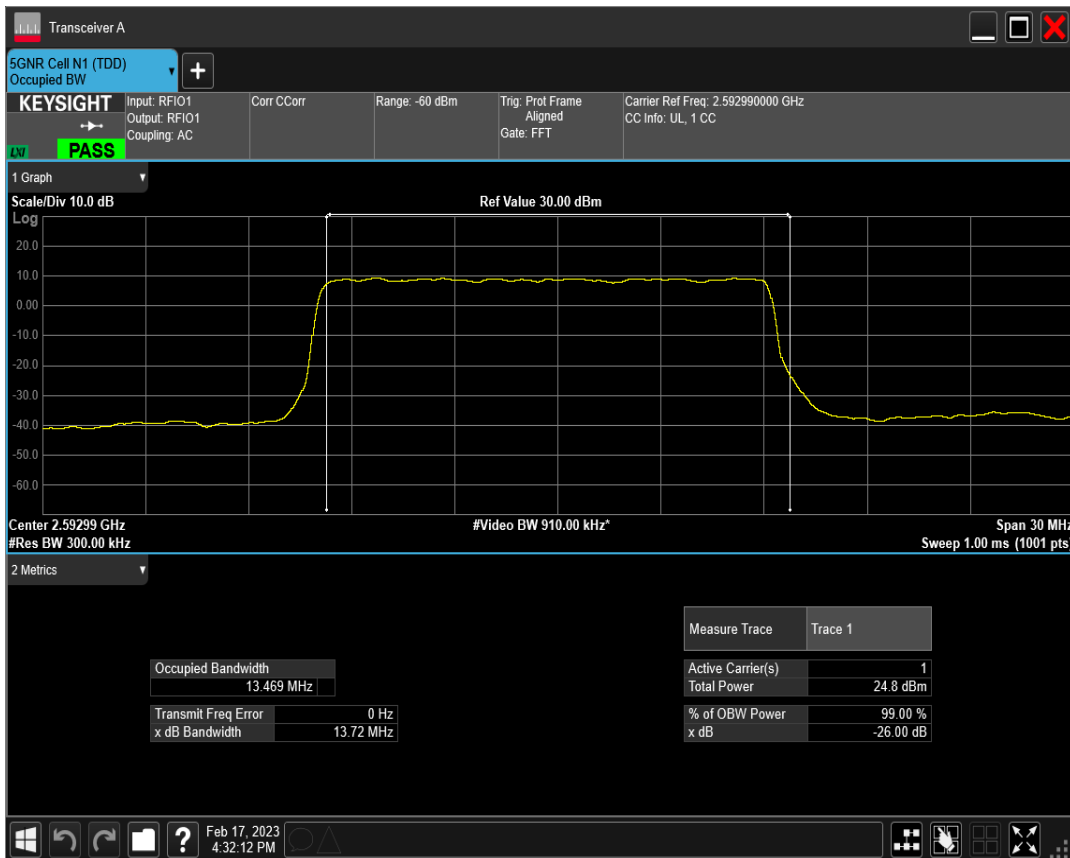 Transceiver A
5GNR Cell N1 (TDD)
Occupied BW
+
KEYSIGHT
LXI
PASS
Input: RFIO1
Output: RFIO1
Coupling: AC
Corr CCorr
Range: -60 dBm
Trig: Prot Frame
Aligned
Gate: FFT
Carrier Ref Freq: 2.592990000 GHz
CC Info: UL, 1 CC
1 Graph
Scale/Div 10.0 dB
Ref Value 30.00 dBm
Log
20.0
10.0
0.00
-10.0
-20.0
-30.0
-40.0
-50.0
-60.0
Center 2.59299 GHz
#Video BW 910.00 kHz*
Span 30 MHz
#Res BW 300.00 kHz
Sweep 1.00 ms (1001 pts)
2 Metrics
Measure Trace Trace 1
Occupied Bandwidth
13.469 MHz
Active Carrier(s) 1
Total Power 24.8 dBm
Transmit Freq Error 0 Hz
x dB Bandwidth 13.72 MHz
% of OBW Power 99.00 %
x dB -26.00 dB
?
Feb 17, 2023
4:32:12 PM